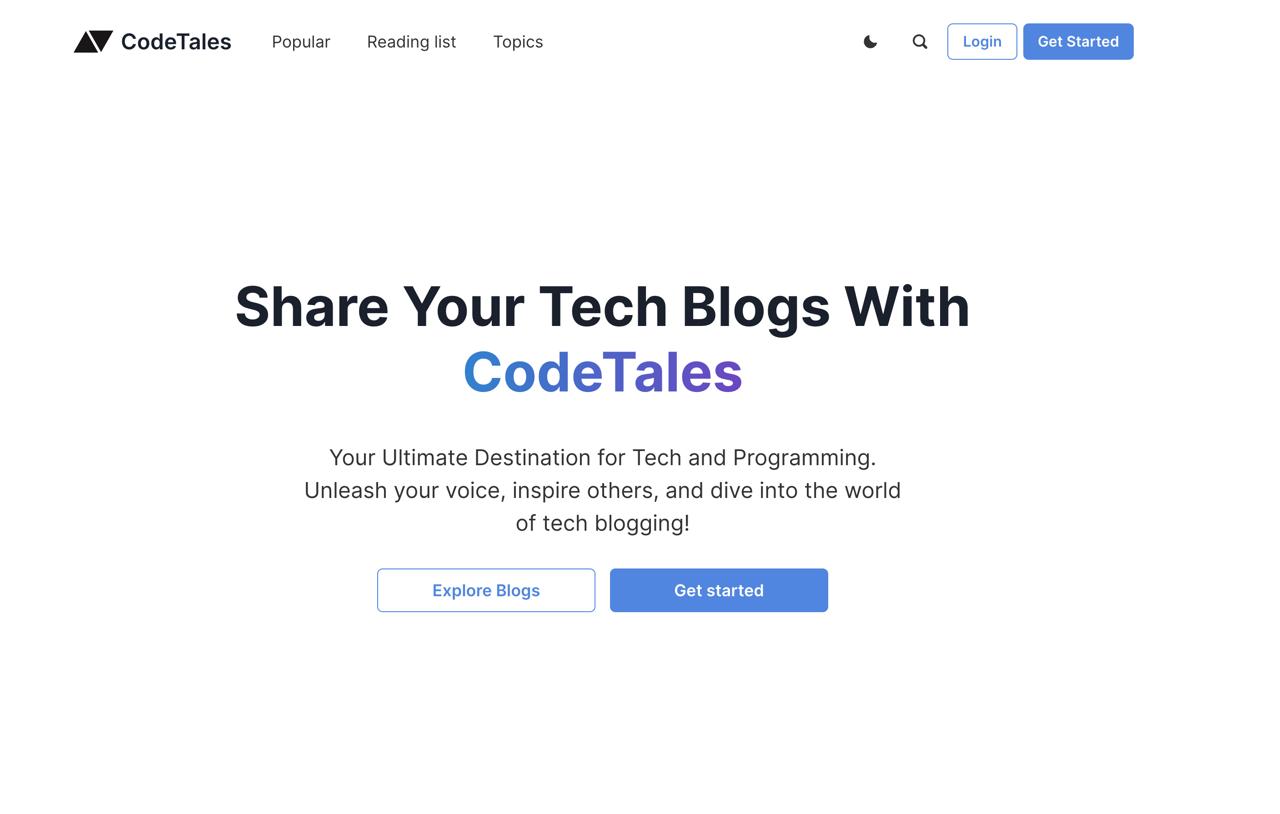 CodeTales Popular Reading list Topics Login Get Started
Share Your Tech Blogs With
CodeTales
Your Ultimate Destination for Tech and Programming.
Unleash your voice, inspire others, and dive into the world
of tech blogging!
Explore Blogs Get started